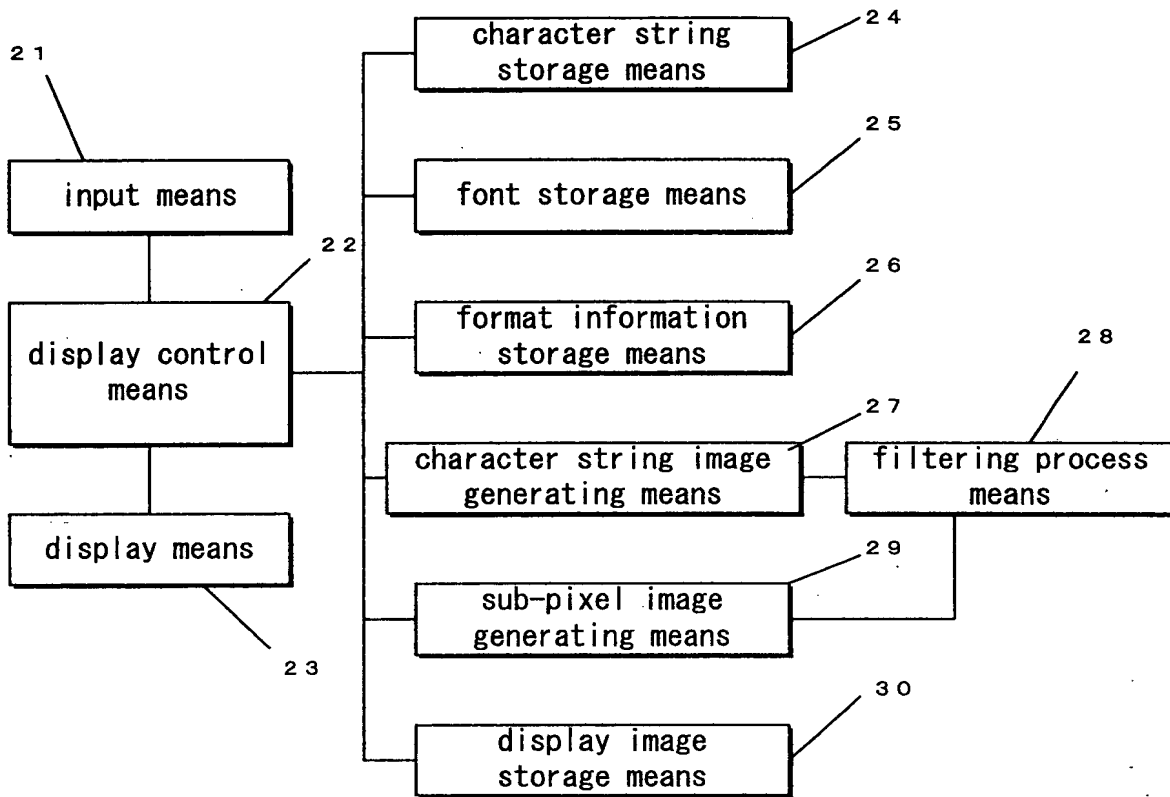 21
input means
22
display control
means
display means
23
character string
storage means
24
font storage means
25
format information
storage means
26
character string image
generating means
27
filtering process
means
28
sub-pixel image
generating means
29
display image
storage means
30